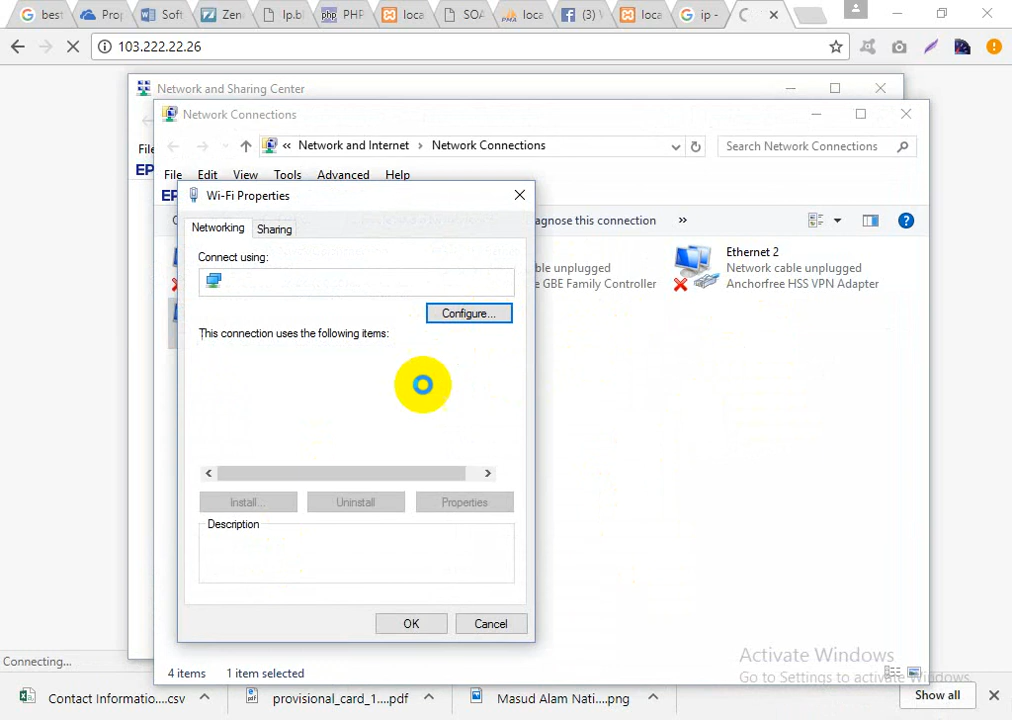 best
Prop
Soft
Zen
lp.bl
PHP
loca
SOA
loca
(3)
loca
ip -
103.222.22.26
Network and Sharing Center
Network Connections
File
« Network and Internet > Network Connections
Search Network Connections
File Edit View Tools Advanced Help
EP
EP
Wi-Fi Properties
agnose this connection »
Networking Sharing
Connect using:
Configure...
This connection uses the following items:
Install... Uninstall Properties
Description
OK Cancel
ble unplugged
e GBE Family Controller
Ethernet 2
Network cable unplugged
Anchorfree HSS VPN Adapter
Connecting...
4 items 1 item selected
Activate Windows
Go to Settings to activate Windows.
Contact Informatio....csv
provisional_card_1....pdf
Masud Alam Nati....png
Show all